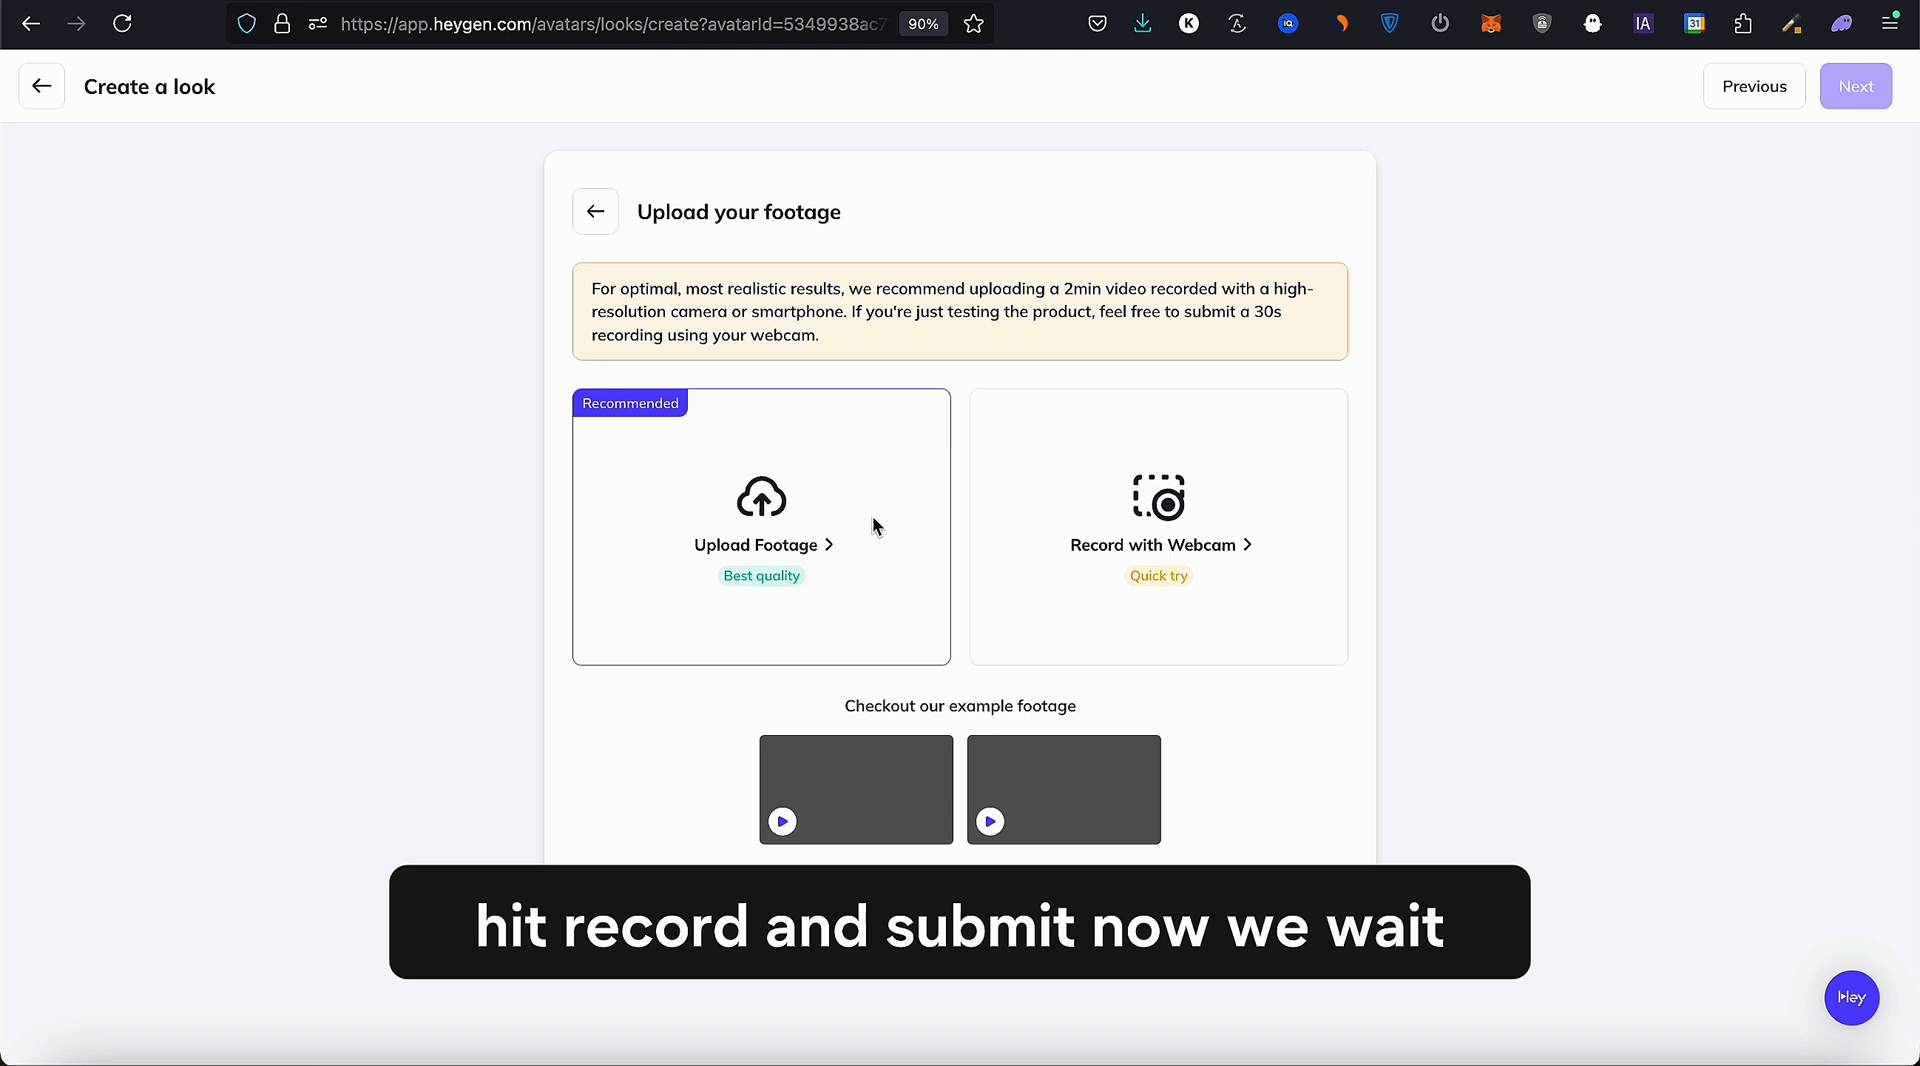 https://app.heygen.com/avatars/looks/create?avatarId=5349938ac7
90%
K
IQ
IA
31
Create a look
Previous
Next
Upload your footage
For optimal, most realistic results, we recommend uploading a 2min video recorded with a high-
resolution camera or smartphone. If you're just testing the product, feel free to submit a 30s
recording using your webcam.
Recommended
Upload Footage
Best quality
Record with Webcam
Quick try
Checkout our example footage
hit record and submit now we wait
Hey